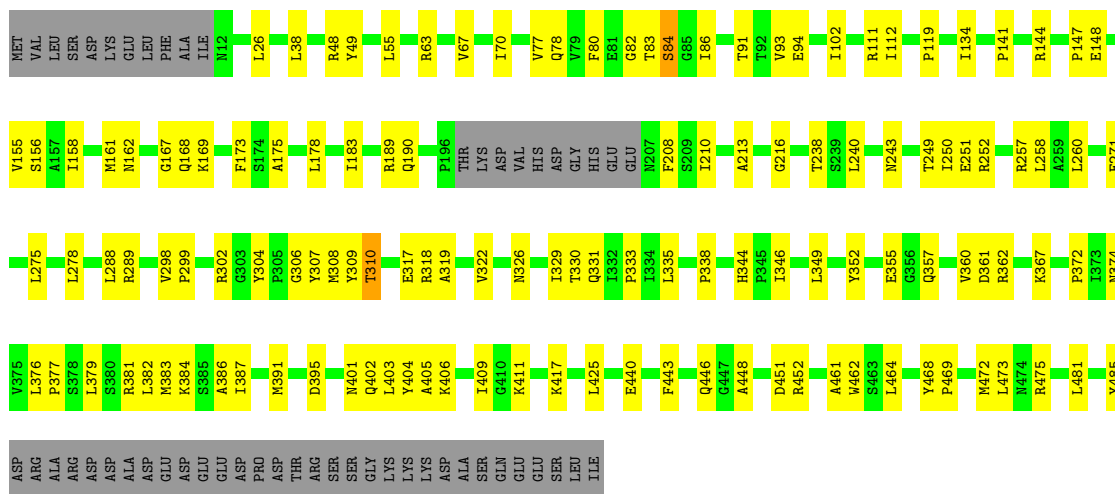 MET VAL LEU SER ASP LYS GLU LEU PHE ALA ILE N12 L26 L38 R48 Y49 L55 R63 V67 I70 V77 Q78 V79 F80 E81 G82 T83 S84 G85 I86 T91 T92 V93 E94 I102 R111 I112 P119 I134 P141 R144 P147 E148
V155 S156 A157 I158 M161 N162 G167 Q168 K169 F173 S174 A175 L178 I183 R189 Q190 P196 THR LYS ASP VAL HIS ASP GLY HIS GLU GLU N207 F208 S209 I210 A213 G216 T238 S239 L240 N243 T249 I250 E251 R252 R257 L258 A259 L260
L275 L278 L288 R289 V298 P299 R302 G303 Y304 P305 G306 Y307 M308 Y309 T310 E317 R318 A319 V322 N326 I329 T330 Q331 I332 P333 I334 L335 P338 H344 P345 I346 L349 Y352 E355 G356 Q357 V360 D361 R362 K367 P372 I373
V375 L376 P377 S378 L379 S380 R381 L382 M383 K384 S385 A386 I387 M391 D395 N401 Q402 L403 Y404 A405 K406 I409 G410 K411 K417 L425 E440 F443 Q446 G447 A448 D451 R452 A461 W462 S463 L464 Y468 P469 M472 L473 N474 R475 L481 Y485
ASP ARG ALA ARG ASP ASP ALA ASP GLU ASP GLU GLU ASP PRO ASP THR ARG SER SER GLY LYS LYS LYS ASP ALA SER GLN GLU GLU SER LEU ILE